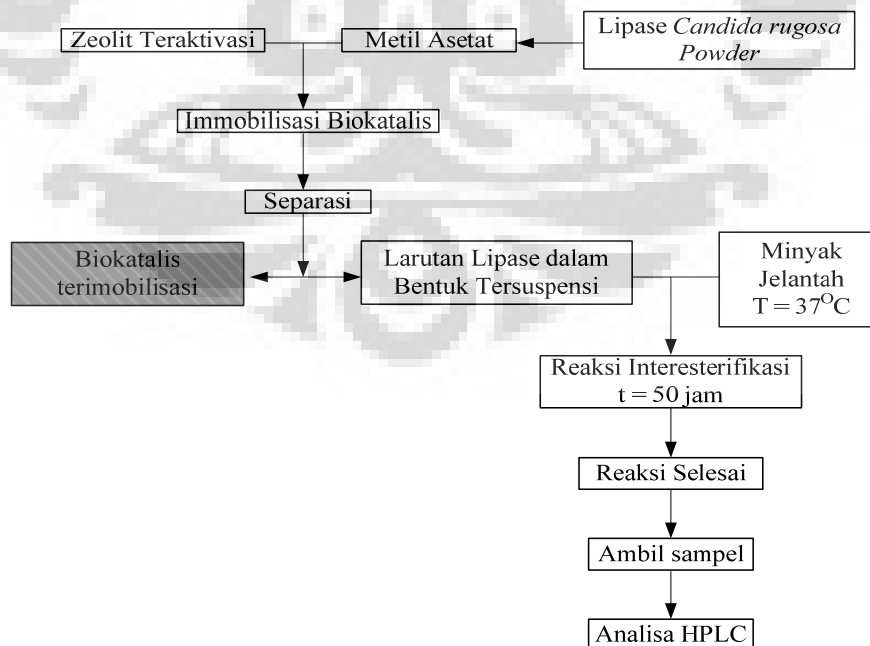 Zeolit Teraktivasi
Metil Asetat
Lipase Candida rugosa
Powder
Immobilisasi Biokatalis
Separasi
Biokatalis
terimobilisasi
Larutan Lipase dalam
Bentuk Tersuspensi
Minyak
Jelantah
T = 37ᴼC
Reaksi Interesterifikasi
t = 50 jam
Reaksi Selesai
Ambil sampel
Analisa HPLC